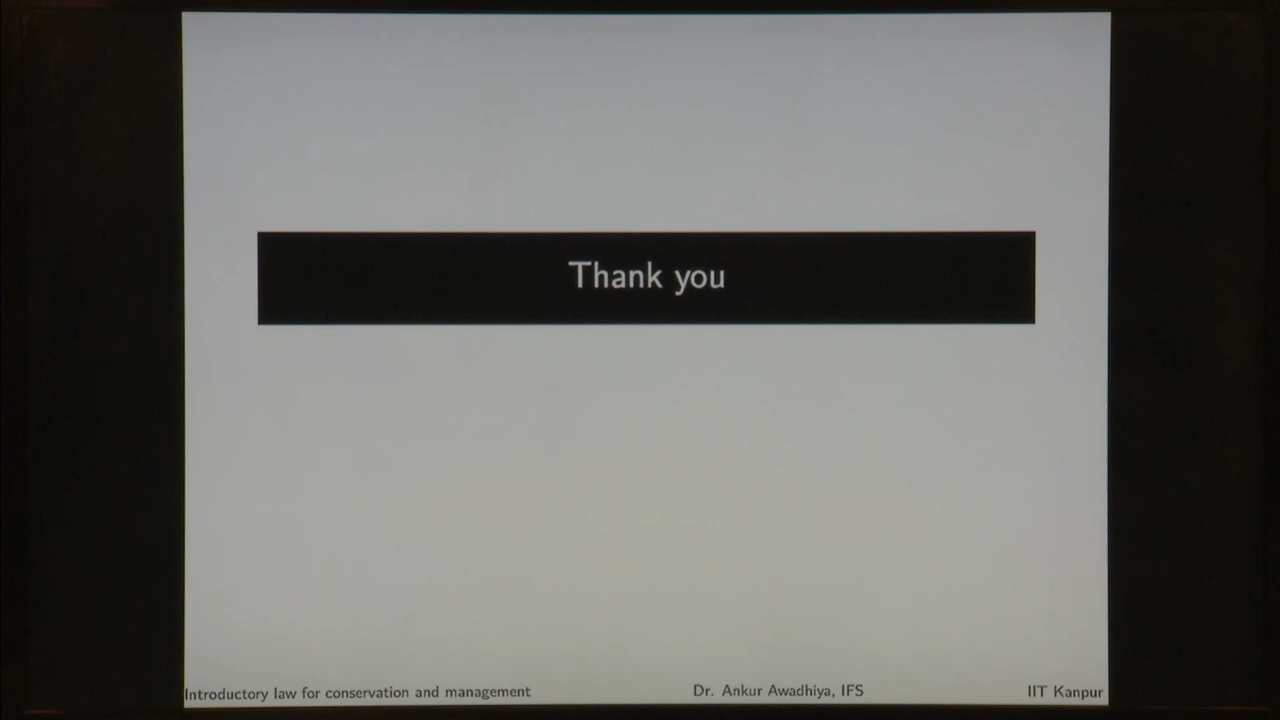 Thank you
Introductory law for conservation and management Dr. Ankur Awadhiya, IFS IIT Kanpur